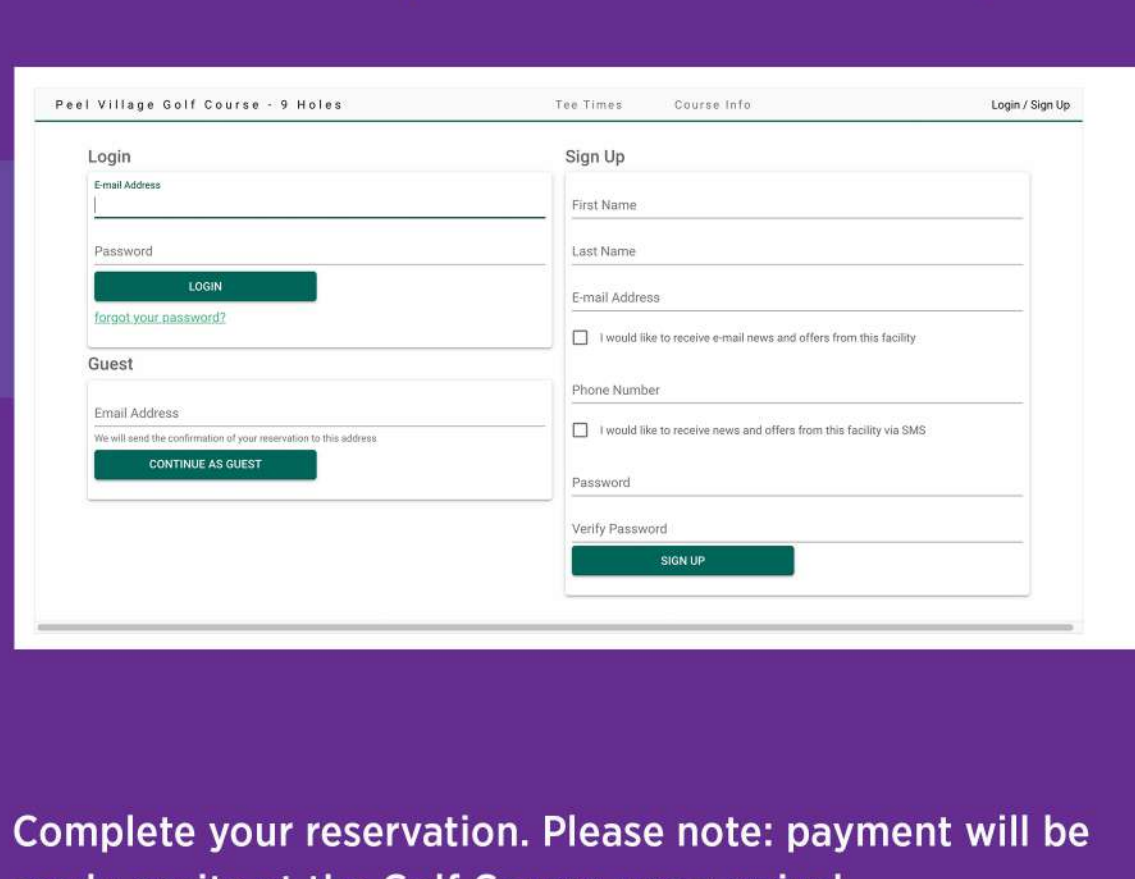 Peel Village Golf Course - 9 Holes
Tee Times
Course Info
Login / Sign Up
Login
E-mail Address
Password
LOGIN
forgot your password?
Guest
Email Address
We will send the confirmation of your reservation to this address
CONTINUE AS GUEST
Sign Up
First Name
Last Name
E-mail Address
I would like to receive e-mail news and offers from this facility
Phone Number
I would like to receive news and offers from this facility via SMS
Password
Verify Password
SIGN UP
Complete your reservation. Please note: payment will be